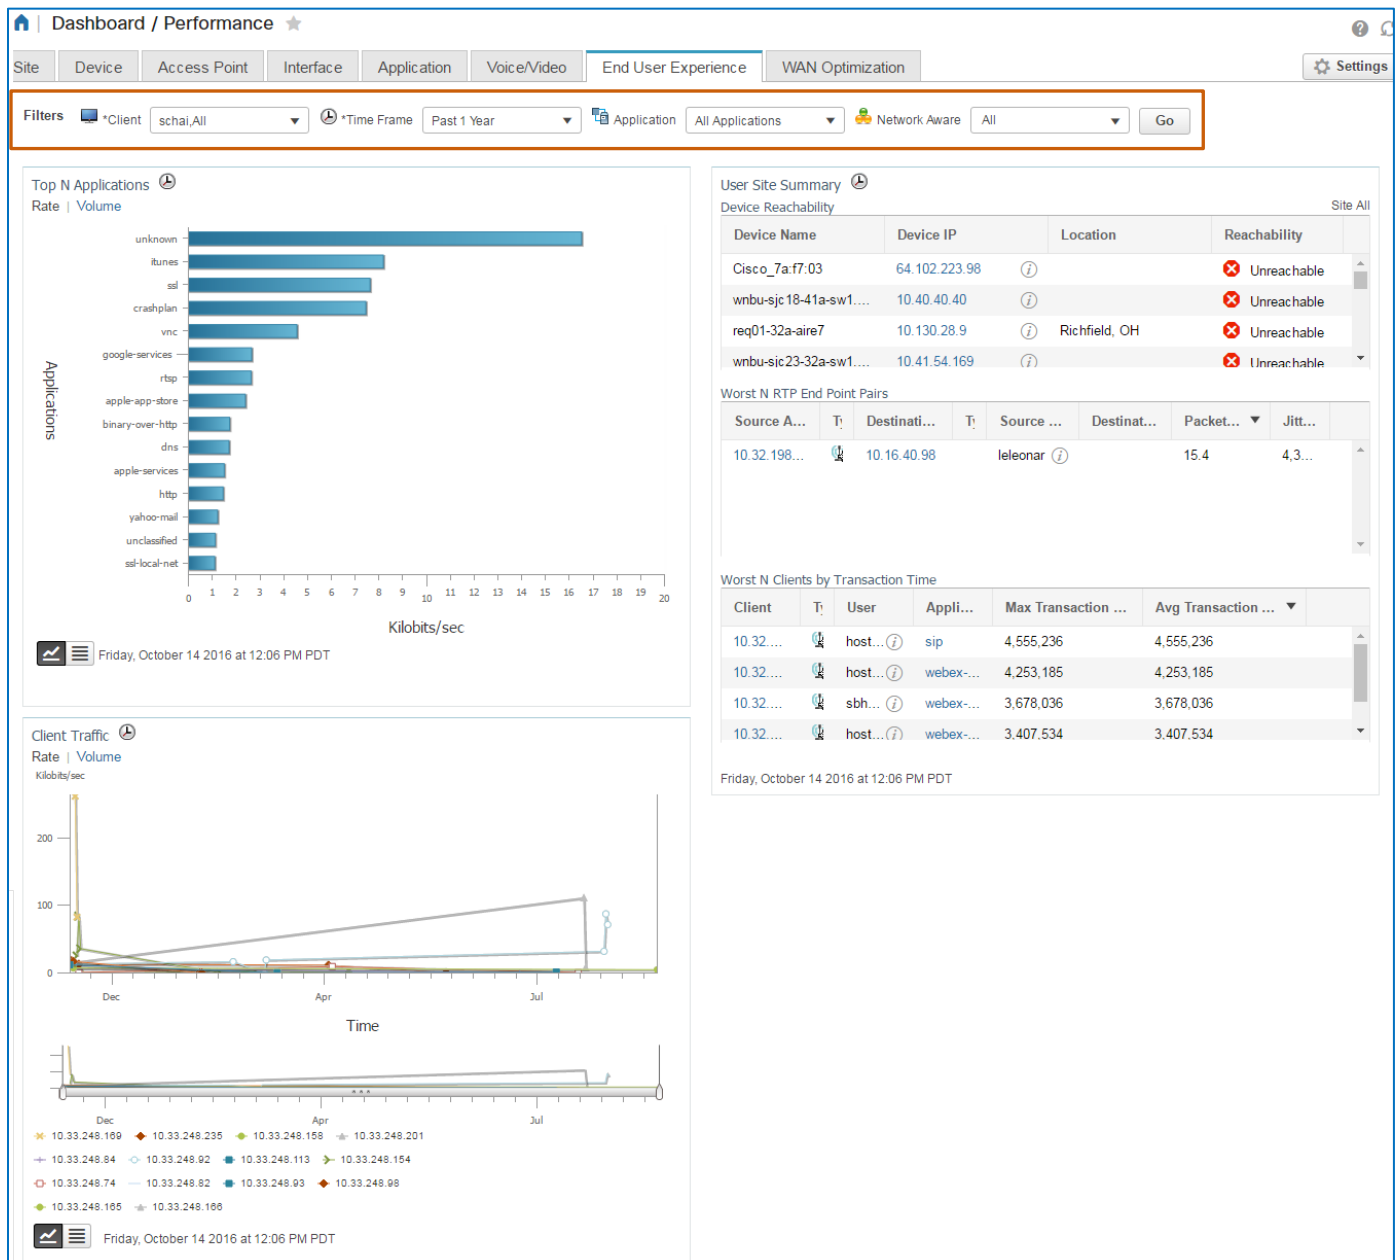 Dashboard / Performance
Site Device Access Point Interface Application Voice/Video End User Experience WAN Optimization Settings
Filters *Client schai,All *Time Frame Past 1 Year Application All Applications Network Aware All Go
Top N Applications
Rate | Volume
unknown
itunes
ssl
crashplan
vnc
google-services
rtsp
apple-app-store
binary-over-http
dns
apple-services
http
yahoo-mail
unclassified
ssl-local-net
Applications
0 1 2 3 4 5 6 7 8 9 10 11 12 13 14 15 16 17 18 19 20
Kilobits/sec
Friday, October 14 2016 at 12:06 PM PDT
Client Traffic
Rate | Volume
Kilobits/sec
200
100
0
Dec Apr Jul
Time
Dec Apr Jul
10.33.248.169 10.33.248.235 10.33.248.158 10.33.248.201
10.33.248.84 10.33.248.92 10.33.248.113 10.33.248.154
10.33.248.74 10.33.248.82 10.33.248.93 10.33.248.98
10.33.248.165 10.33.248.166
Friday, October 14 2016 at 12:06 PM PDT
User Site Summary
Device Reachability Site All
Device Name Device IP Location Reachability
Cisco_7a:f7:03 64.102.223.98 Unreachable
wnbu-sjc18-41a-sw1.... 10.40.40.40 Unreachable
req01-32a-aire7 10.130.28.9 Richfield, OH Unreachable
wnbu-sjc23-32a-sw1.... 10.41.54.169 Unreachable
Worst N RTP End Point Pairs
Source A... Ty Destinati... Ty Source ... Destinat... Packet... Jitt...
10.32.198... 10.16.40.98 leleonar 15.4 4,3...
Worst N Clients by Transaction Time
Client Ty User Appli... Max Transaction ... Avg Transaction ...
10.32.... host... sip 4,555,236 4,555,236
10.32.... host... webex-... 4,253,185 4,253,185
10.32.... sbh... webex-... 3,678,036 3,678,036
10.32.... host... webex-... 3,407,534 3,407,534
Friday, October 14 2016 at 12:06 PM PDT